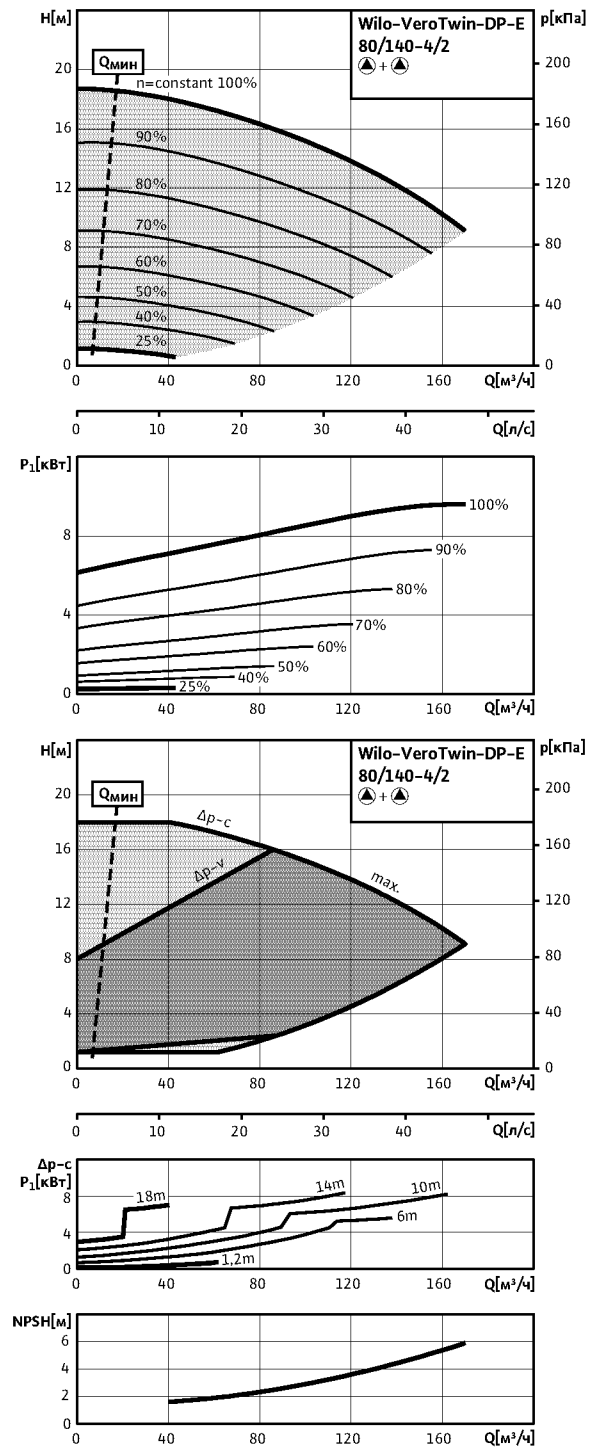 H[м]
p[кПа]
Wilo-VeroTwin-DP-E
80/140-4/2
+
Qмин
n=constant 100%
90%
80%
70%
60%
50%
40%
25%
20
16
12
8
4
0
200
160
120
80
40
0
0 40 80 120 160 Q[м³/ч]
0 10 20 30 40 Q[л/с]
P₁[кВт]
8
4
0
100%
90%
80%
70%
60%
50%
40%
25%
0 40 80 120 160 Q[м³/ч]
H[м]
p[кПа]
Wilo-VeroTwin-DP-E
80/140-4/2
+
Qмин
Δp-c
Δp-v
max.
20
16
12
8
4
0
200
160
120
80
40
0
0 40 80 120 160 Q[м³/ч]
0 10 20 30 40 Q[л/с]
Δp-c
P₁[кВт]
8
4
0
18m
14m
10m
6m
1,2m
0 40 80 120 160 Q[м³/ч]
NPSH[м]
6
4
2
0
0 40 80 120 160 Q[м³/ч]